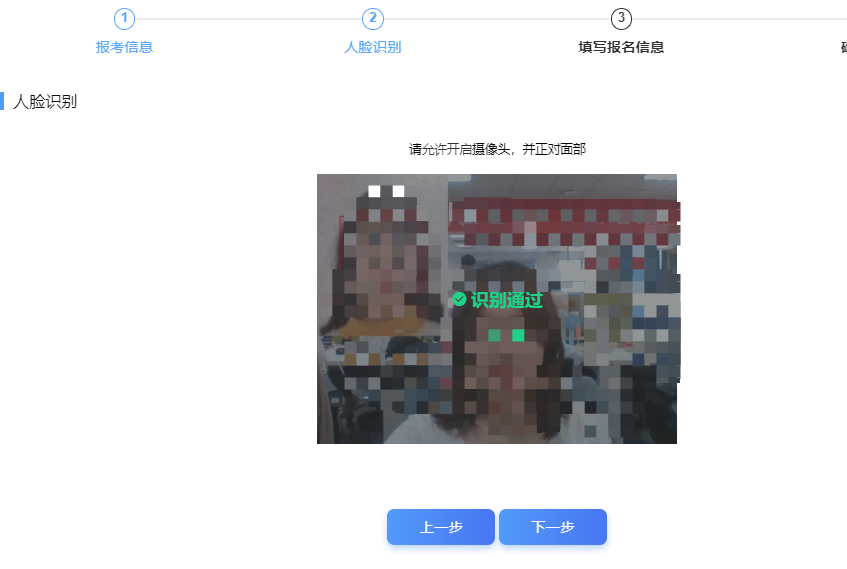 1
2
3
报考信息
人脸识别
填写报名信息
人脸识别
请允许开启摄像头，并正对面部
识别通过
上一步
下一步